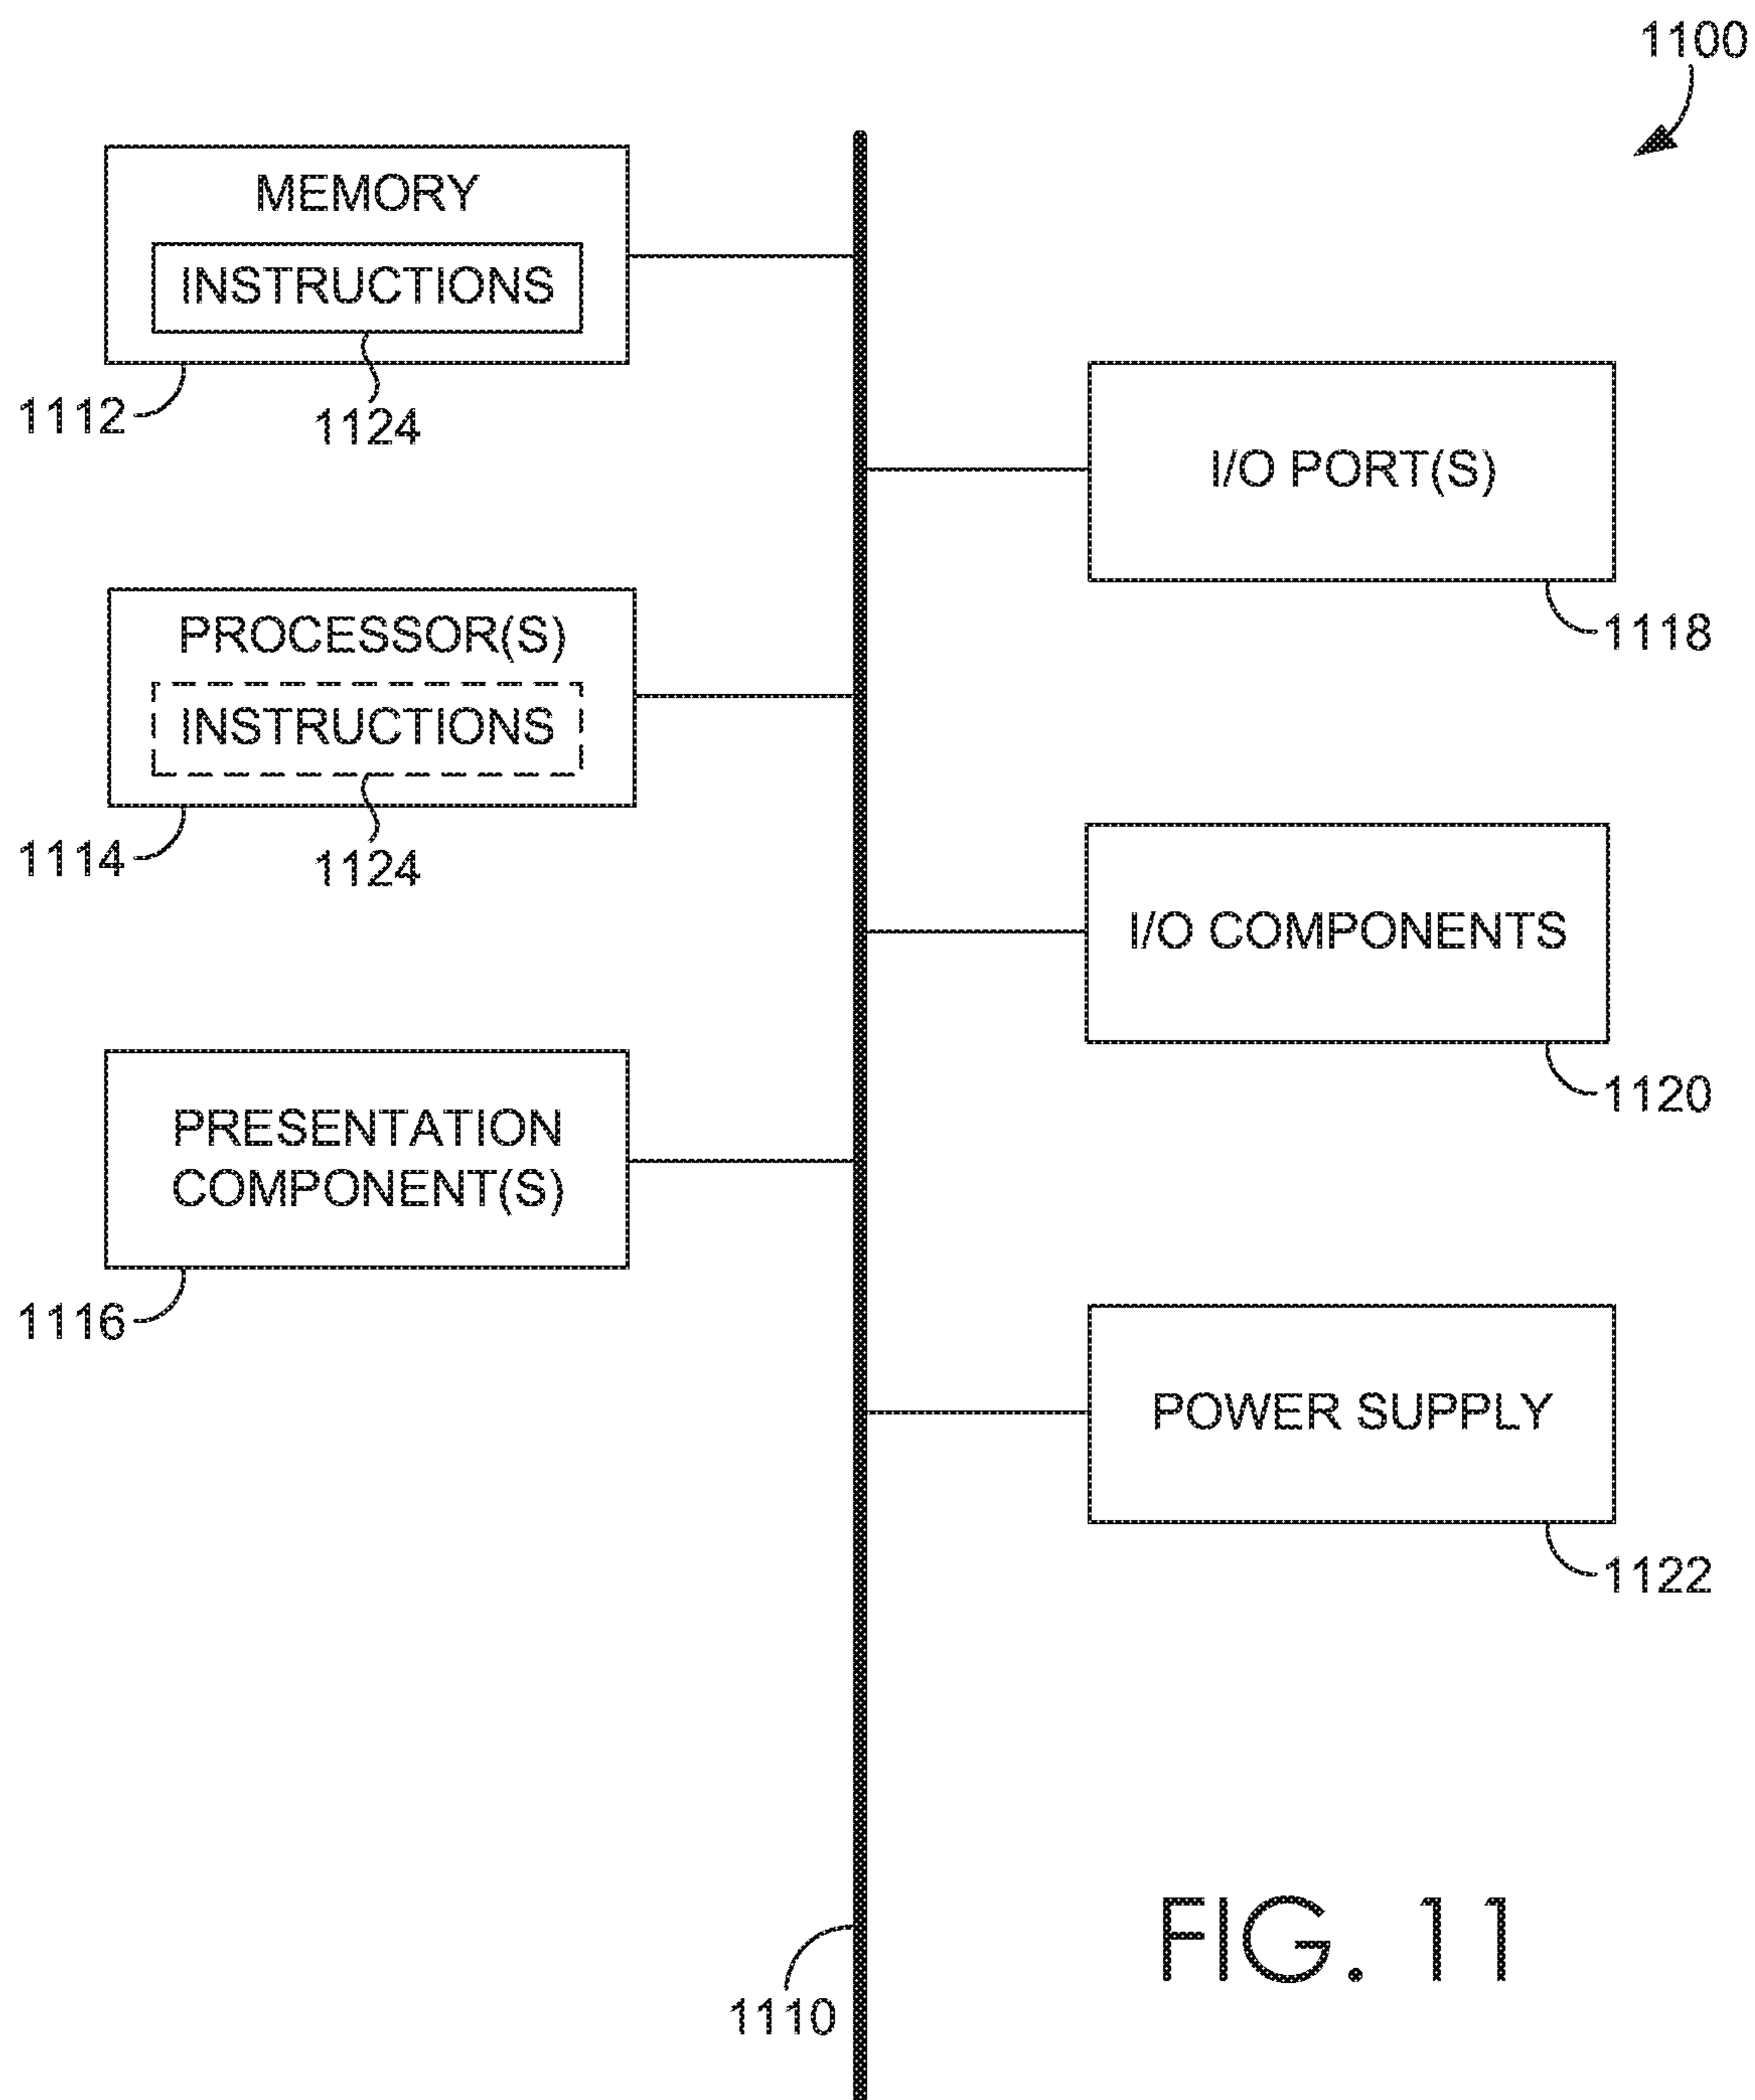 1100
MEMORY
INSTRUCTIONS
1112
1124
I/O PORT(S)
1118
PROCESSOR(S)
INSTRUCTIONS
1114
1124
I/O COMPONENTS
1120
PRESENTATION
COMPONENT(S)
1116
POWER SUPPLY
1122
1110
FIG. 11